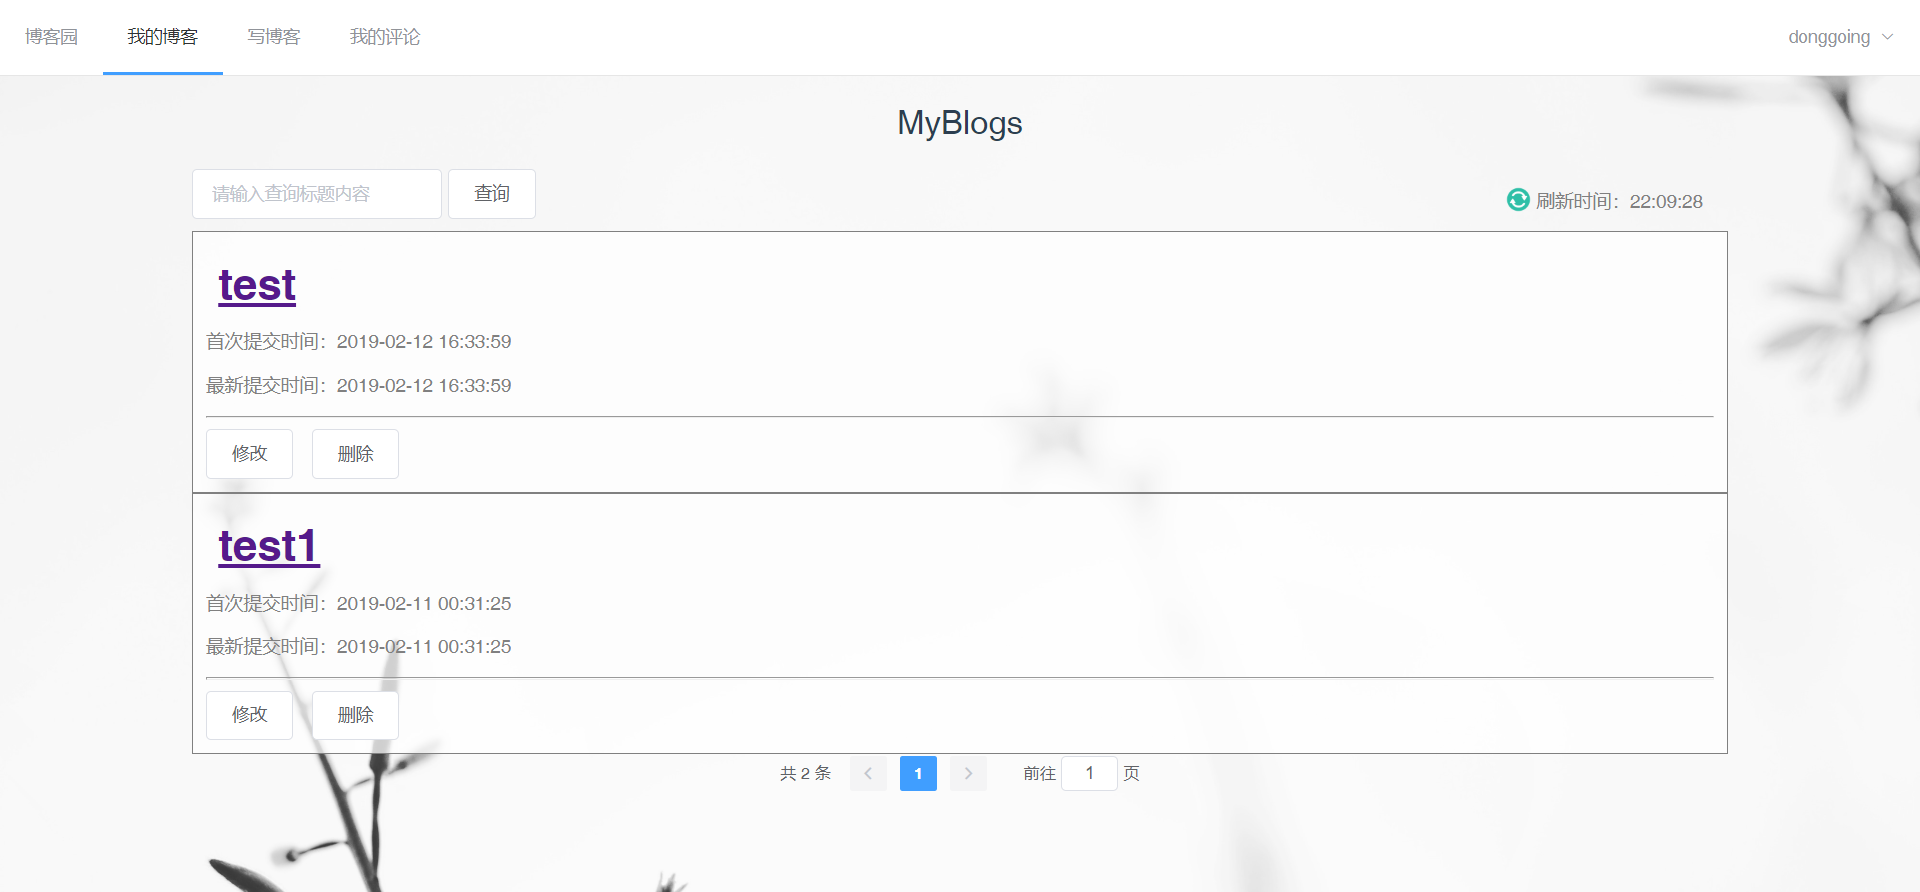 博客园 我的博客 写博客 我的评论 donggoing
MyBlogs
请输入查询标题内容 查询 刷新时间：22:09:28
test
首次提交时间：2019-02-12 16:33:59
最新提交时间：2019-02-12 16:33:59
修改 删除
test1
首次提交时间：2019-02-11 00:31:25
最新提交时间：2019-02-11 00:31:25
修改 删除
共 2 条 1 前往 1 页